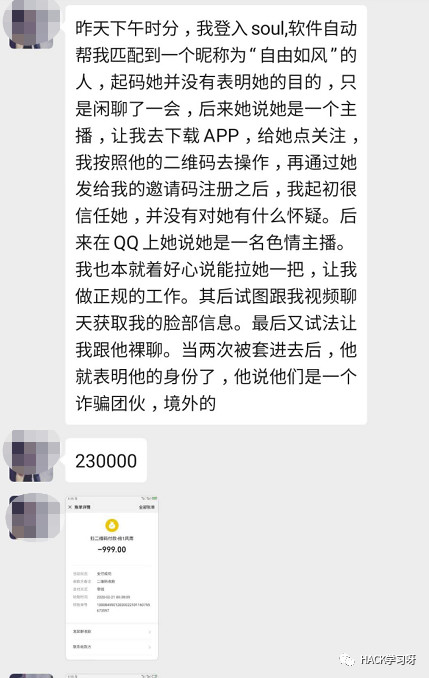 昨天下午时分，我登入 soul,软件自动
帮我匹配到一个昵称为“自由如风”的
人，起码她并没有表明她的目的，只
是闲聊了一会，后来她说她是一个主
播，让我去下载 APP，给她点关注，
我按照他的二维码去操作，再通过她
发给我的邀请码注册之后，我起初很
信任她，并没有对她有什么怀疑。后
来在 QQ 上她说她是一名色情主播。
我也本就着好心说能拉她一把，让我
做正规的工作。其后试图跟我视频聊
天获取我的脸部信息。最后又试法让
我跟他裸聊。当两次被套进去后，他
就表明他的身份了，他说他们是一个
诈骗团伙，境外的
230000
账单详情
全部账单
-999.00
HACK学习呀